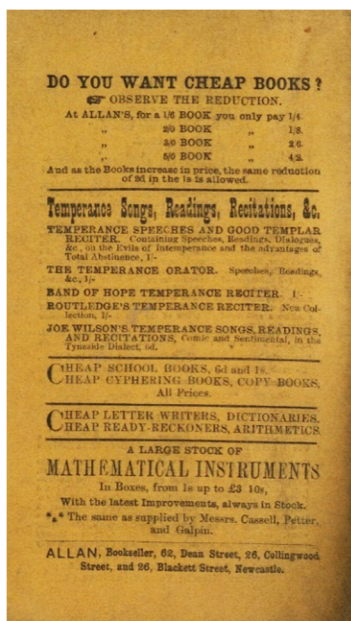 DO YOU WANT CHEAP BOOKS?
☞ OBSERVE THE REDUCTION.
At ALLAN'S, for a 1/6 BOOK you only pay 1/4.
„ 2/0 BOOK „ 1/8.
„ 3/0 BOOK „ 2/6.
„ 5/0 BOOK „ 4/2.
And as the Books increase in price, the same reduction
of 2d in the 1s is allowed.
Temperance Songs, Readings, Recitations, &c.
TEMPERANCE SPEECHES AND GOOD TEMPLAR
RECITER. Containing Speeches, Readings, Dialogues,
&c., on the Evils of Intemperance and the advantages of
Total Abstinence, 1/-
THE TEMPERANCE ORATOR. Speeches, Readings,
&c., 1/-
BAND OF HOPE TEMPERANCE RECITER. 1/-
ROUTLEDGE'S TEMPERANCE RECITER. New Col-
lection, 1/-
JOE WILSON'S TEMPERANCE SONGS, READINGS,
AND RECITATIONS, Comic and Sentimental, in the
Tyneside Dialect, 6d.
CHEAP SCHOOL BOOKS, 6d and 1s.
CHEAP CYPHERING BOOKS, COPY BOOKS,
All Prices.
CHEAP LETTER WRITERS, DICTIONARIES,
CHEAP READY-RECKONERS, ARITHMETICS.
A LARGE STOCK OF
MATHEMATICAL INSTRUMENTS
In Boxes, from 1s up to £3 10s,
With the latest Improvements, always in Stock.
*** The same as supplied by Messrs. Cassell, Petter,
and Galpin.
ALLAN, Bookseller, 62, Dean Street, 26, Collingwood
Street, and 26, Blackett Street, Newcastle.